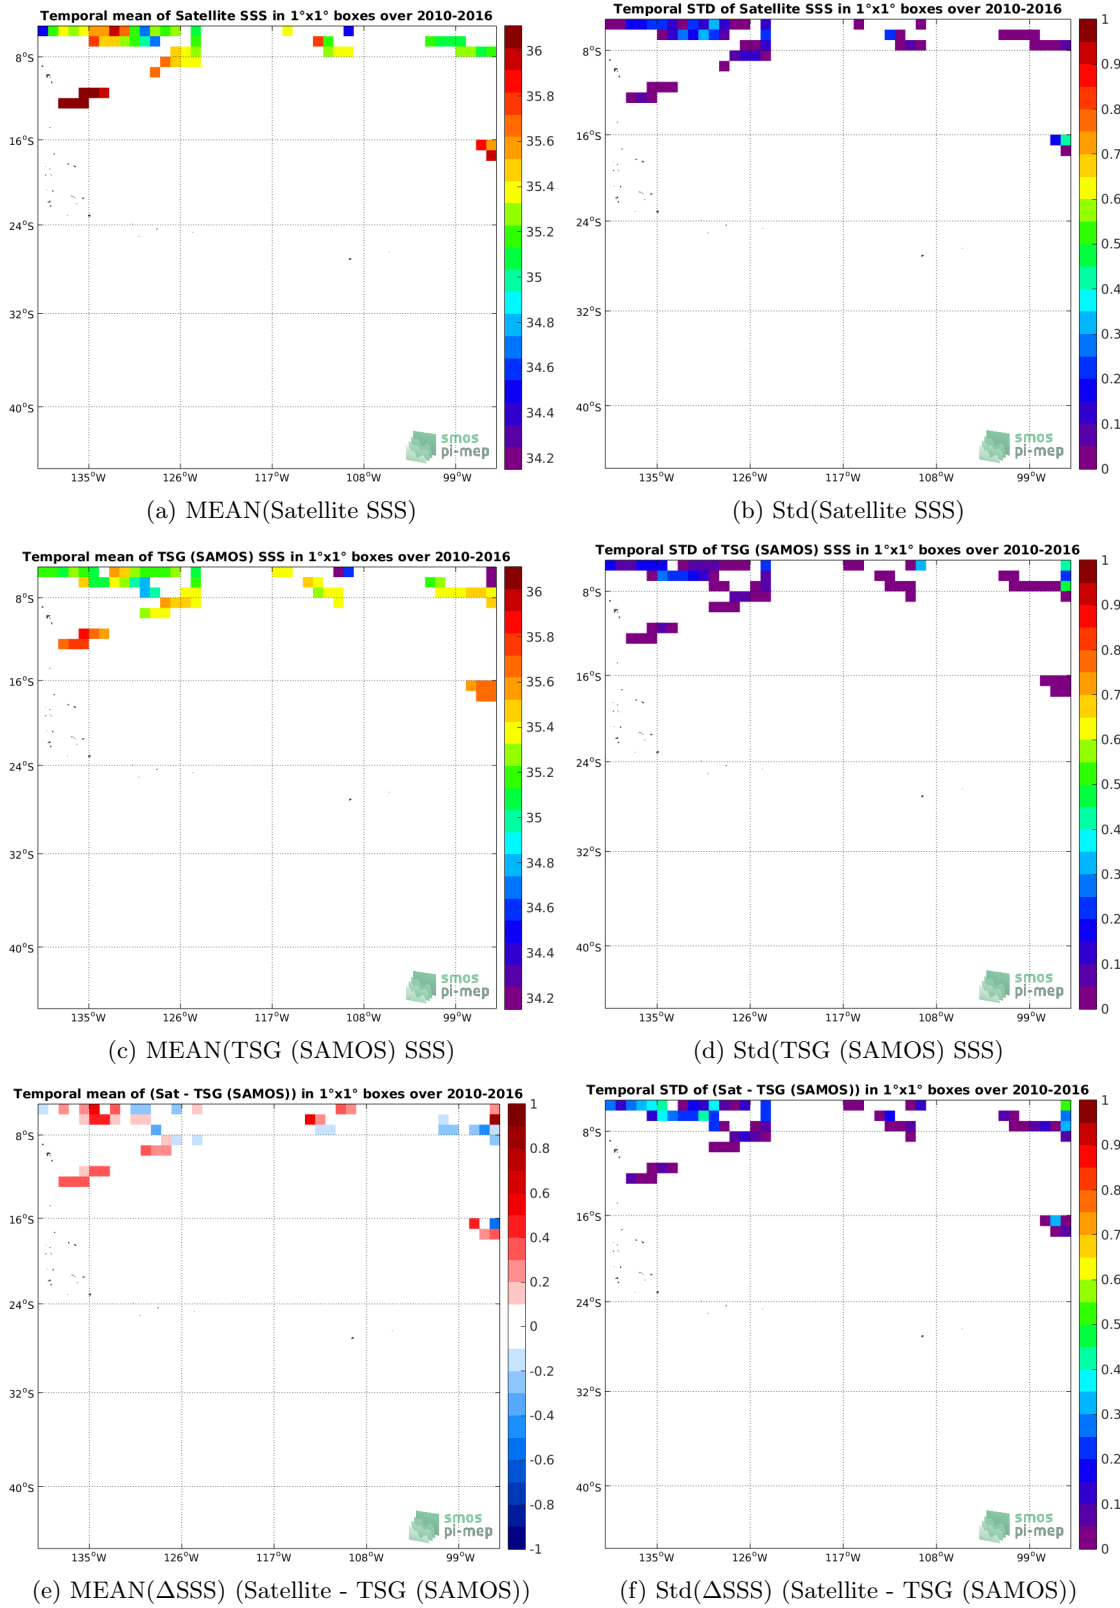 Temporal mean of Satellite SSS in 1°x1° boxes over 2010-2016
8°S
16°S
24°S
32°S
40°S
135°W 126°W 117°W 108°W 99°W
36
35.8
35.6
35.4
35.2
35
34.8
34.6
34.4
34.2
smos
pi-mep
(a) MEAN(Satellite SSS)
Temporal STD of Satellite SSS in 1°x1° boxes over 2010-2016
8°S
16°S
24°S
32°S
40°S
135°W 126°W 117°W 108°W 99°W
1
0.9
0.8
0.7
0.6
0.5
0.4
0.3
0.2
0.1
0
smos
pi-mep
(b) Std(Satellite SSS)
Temporal mean of TSG (SAMOS) SSS in 1°x1° boxes over 2010-2016
8°S
16°S
24°S
32°S
40°S
135°W 126°W 117°W 108°W 99°W
36
35.8
35.6
35.4
35.2
35
34.8
34.6
34.4
34.2
smos
pi-mep
(c) MEAN(TSG (SAMOS) SSS)
Temporal STD of TSG (SAMOS) SSS in 1°x1° boxes over 2010-2016
8°S
16°S
24°S
32°S
40°S
135°W 126°W 117°W 108°W 99°W
1
0.9
0.8
0.7
0.6
0.5
0.4
0.3
0.2
0.1
0
smos
pi-mep
(d) Std(TSG (SAMOS) SSS)
Temporal mean of (Sat - TSG (SAMOS)) in 1°x1° boxes over 2010-2016
8°S
16°S
24°S
32°S
40°S
135°W 126°W 117°W 108°W 99°W
1
0.8
0.6
0.4
0.2
0
-0.2
-0.4
-0.6
-0.8
-1
smos
pi-mep
(e) MEAN(ΔSSS) (Satellite - TSG (SAMOS))
Temporal STD of (Sat - TSG (SAMOS)) in 1°x1° boxes over 2010-2016
8°S
16°S
24°S
32°S
40°S
135°W 126°W 117°W 108°W 99°W
1
0.9
0.8
0.7
0.6
0.5
0.4
0.3
0.2
0.1
0
smos
pi-mep
(f) Std(ΔSSS) (Satellite - TSG (SAMOS))